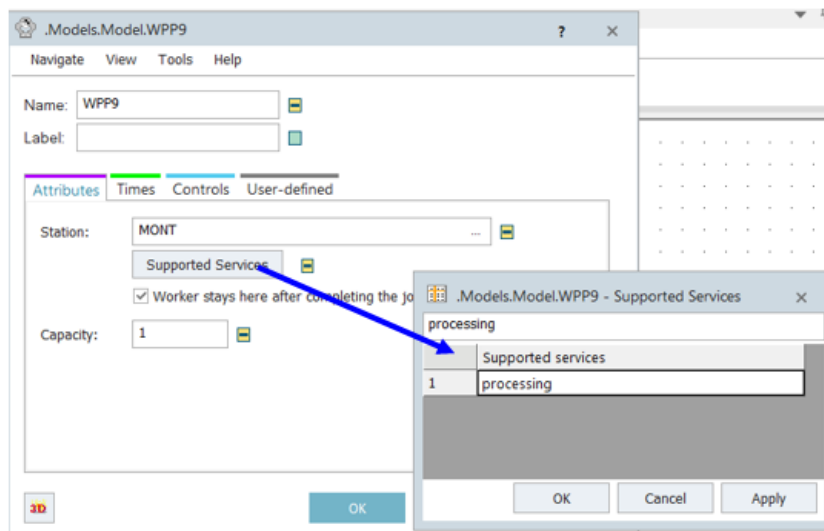 .Models.Model.WPP9
?
Navigate View Tools Help
Name: WPP9
Label:
Attributes Times Controls User-defined
Station: MONT ...
Supported Services
Worker stays here after completing the jo
Capacity: 1
3D
OK
.Models.Model.WPP9 - Supported Services
processing
Supported services
1 processing
OK Cancel Apply